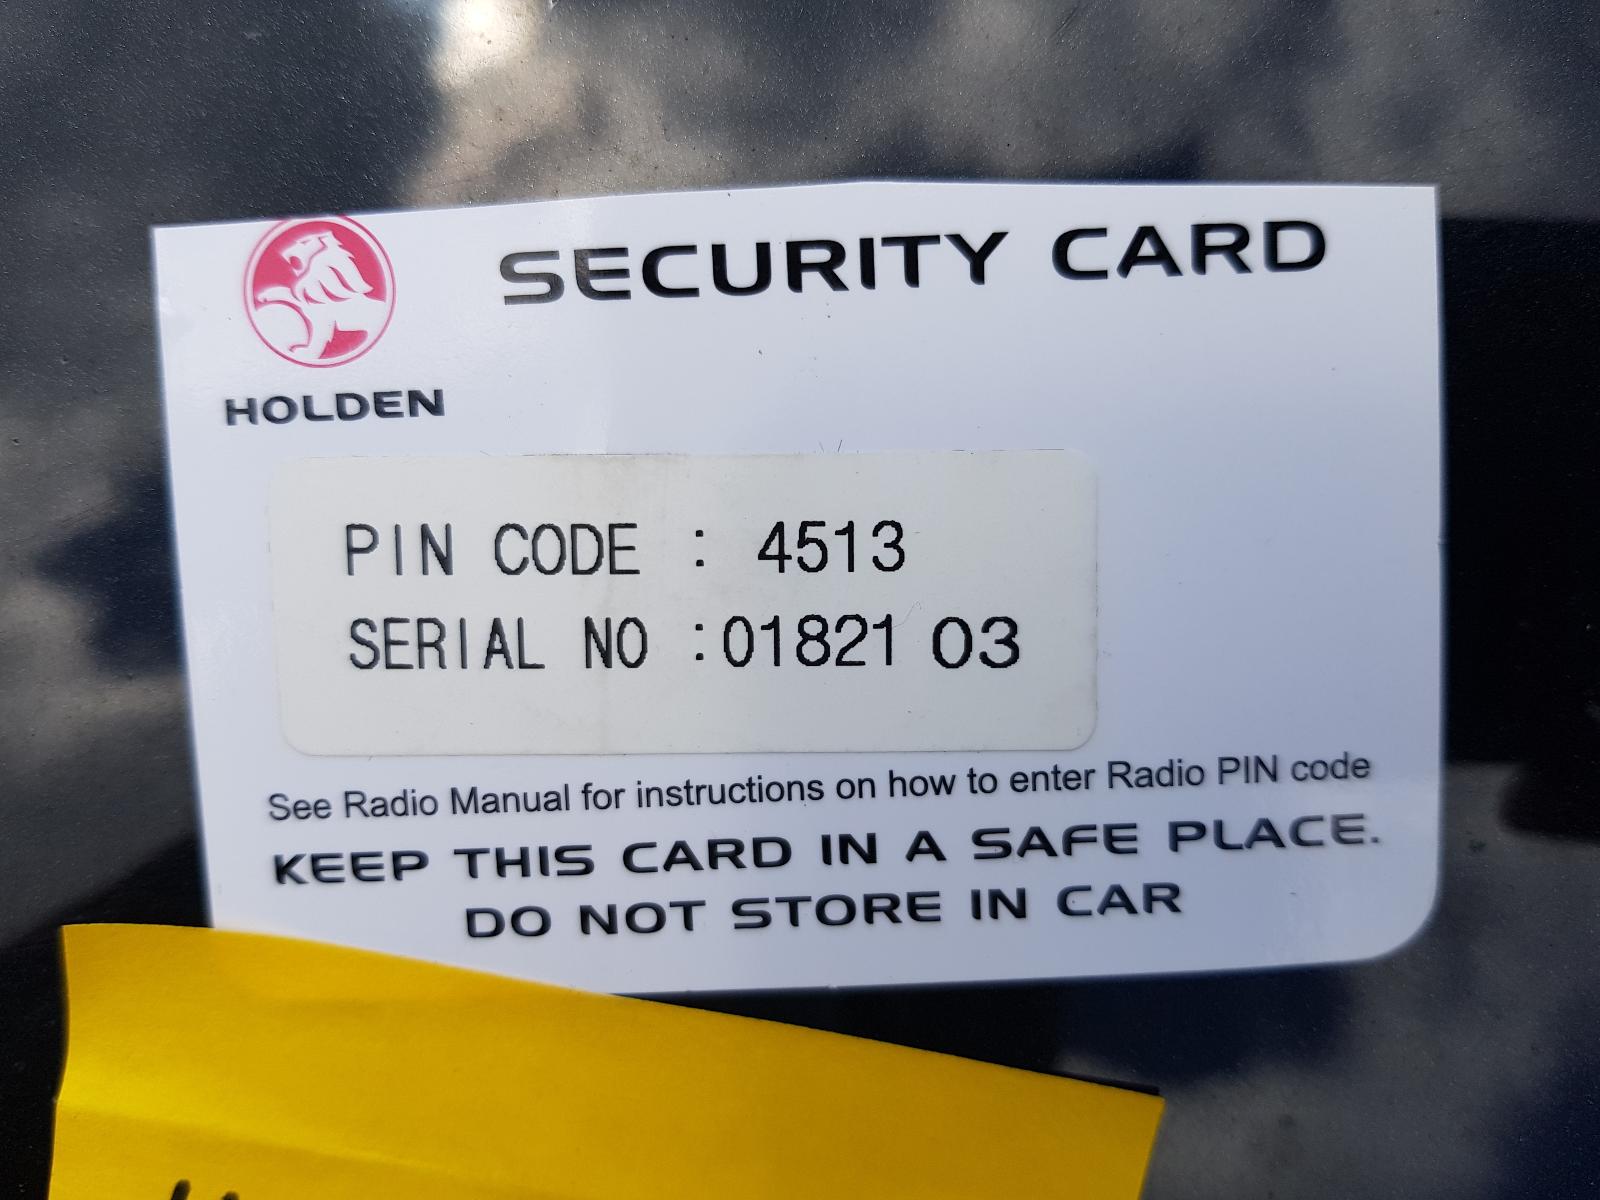 SECURITY CARD
HOLDEN
PIN CODE : 4513
SERIAL NO :01821 03
See Radio Manual for instructions on how to enter Radio PIN code
KEEP THIS CARD IN A SAFE PLACE.
DO NOT STORE IN CAR